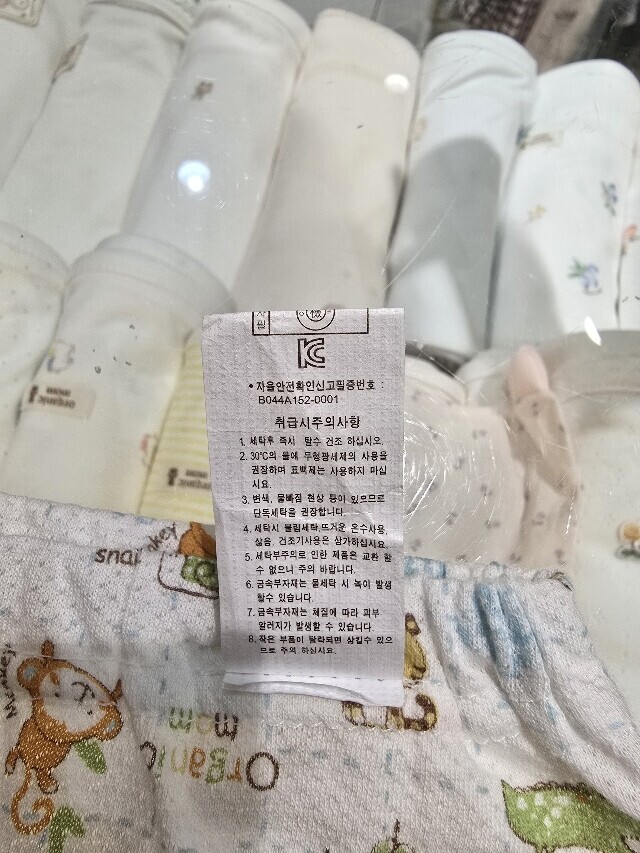 자율안전확인신고필증번호 :
B044A152-0001
취급시주의사항
1. 세탁후 즉시 탈수 건조 하십시오.
2. 30℃의 물에 무형광세제의 사용을
권장하며 표백제는 사용하지 마십
시요.
3. 변색, 물빠짐 현상 등이 있으므로
단독세탁을 권장합니다.
4. 세탁시 불림세탁,뜨거운 온수사용,
삶음, 건조기사용은 삼가하십시요.
5. 세탁부주의로 인한 제품은 교환 할
수 없으니 주의 바랍니다.
6. 금속부자재는 물세탁 시 녹이 발생
할수 있습니다.
7. 금속부자재는 체질에 따라 피부
알러지가 발생할 수 있습니다.
8. 작은 부품이 탈락되면 삼킬수 있으
므로 주의 하십시요.
Monkey
Organic
mom
organic
mom